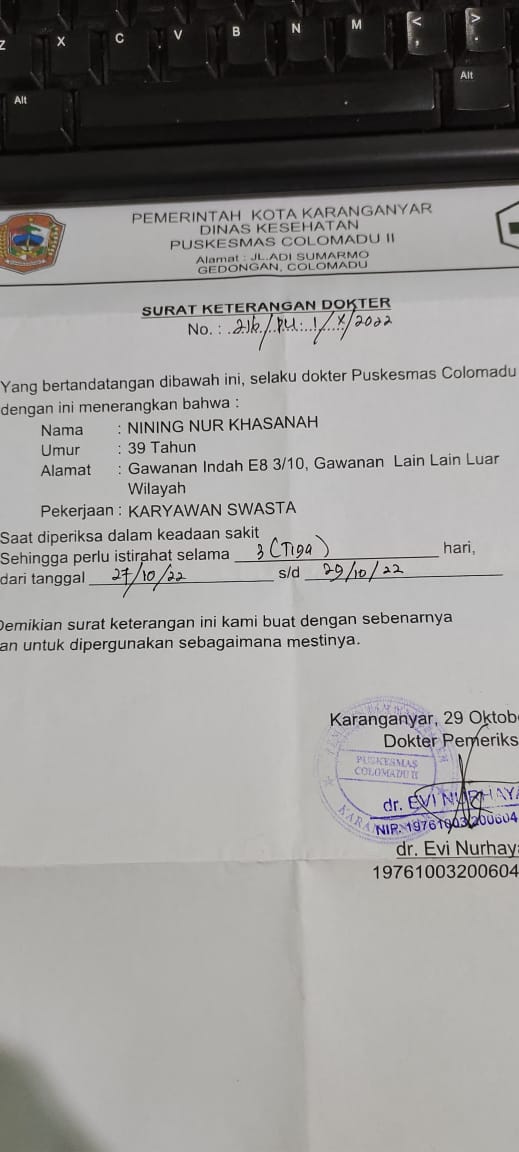 Z X C V B N M < , > .
Alt Alt
PEMERINTAH KOTA KARANGANYAR
DINAS KESEHATAN
PUSKESMAS COLOMADU II
Alamat : JL.ADI SUMARMO
GEDONGAN, COLOMADU
SURAT KETERANGAN DOKTER
No. : 216/PU.1/X/2022
Yang bertandatangan dibawah ini, selaku dokter Puskesmas Colomadu
dengan ini menerangkan bahwa :
Nama : NINING NUR KHASANAH
Umur : 39 Tahun
Alamat : Gawanan Indah E8 3/10, Gawanan Lain Lain Luar
Wilayah
Pekerjaan : KARYAWAN SWASTA
Saat diperiksa dalam keadaan sakit
Sehingga perlu istirahat selama 3 (Tiga) hari,
dari tanggal 27/10/22 s/d 29/10/22
Demikian surat keterangan ini kami buat dengan sebenarnya
an untuk dipergunakan sebagaimana mestinya.
Karanganyar, 29 Oktob
Dokter Pemeriks
PUSKESMAS
COLOMADU II
dr. EVI NURHAYA
NIP. 19761003 200604
dr. Evi Nurhay
19761003200604